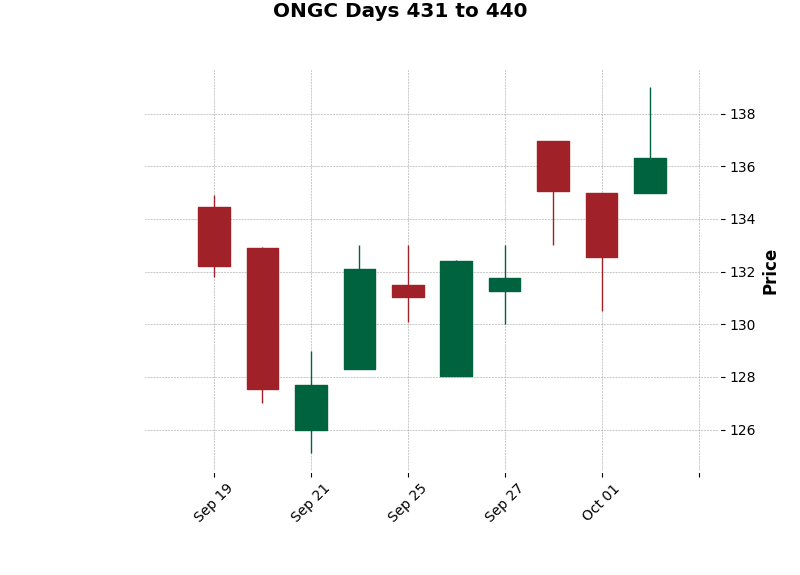 ONGC Days 431 to 440
138
136
134
132
130
128
126
Price
Sep 19
Sep 21
Sep 25
Sep 27
Oct 01